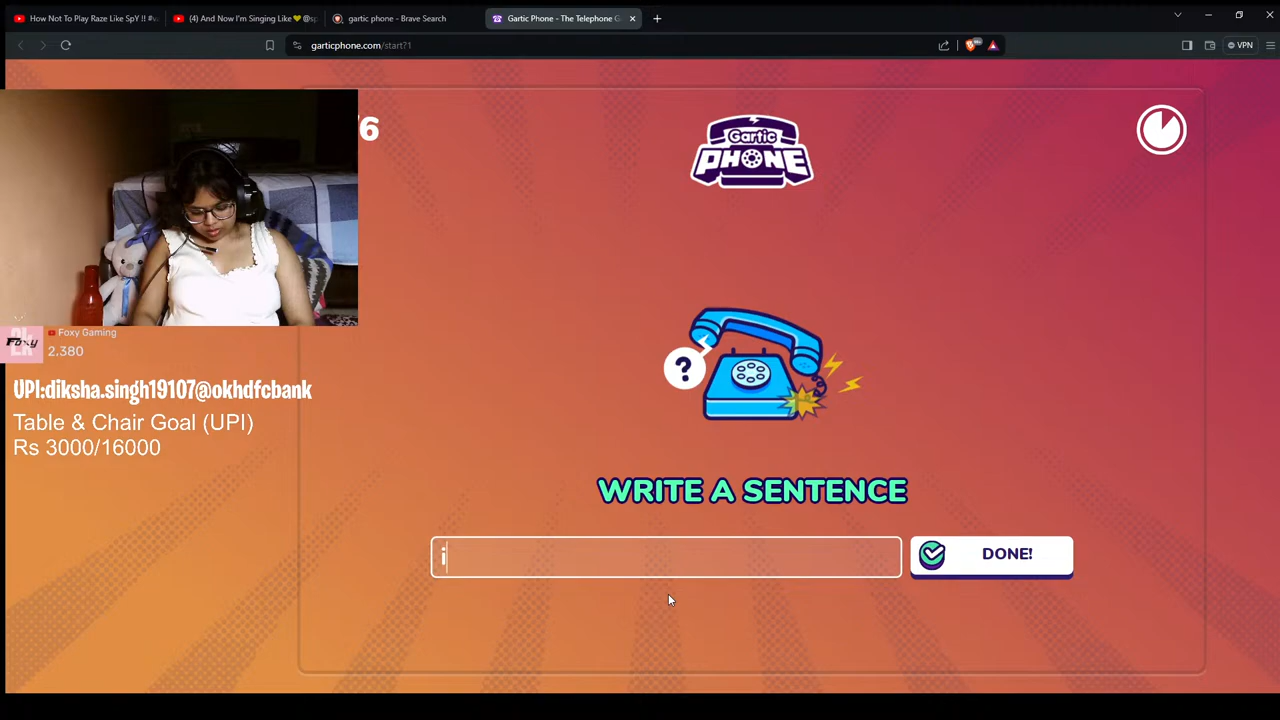 How Not To Play Raze Like SpY !! #v
(4) And Now I'm Singing Like💛@sp
gartic phone - Brave Search
Gartic Phone - The Telephone G
garticphone.com/start?1
VPN
/6
Gartic
PHONE
Foxy
Foxy Gaming
2,380
?
UPI:diksha.singh19107@okhdfcbank
Table & Chair Goal (UPI)
Rs 3000/16000
WRITE A SENTENCE
i
DONE!